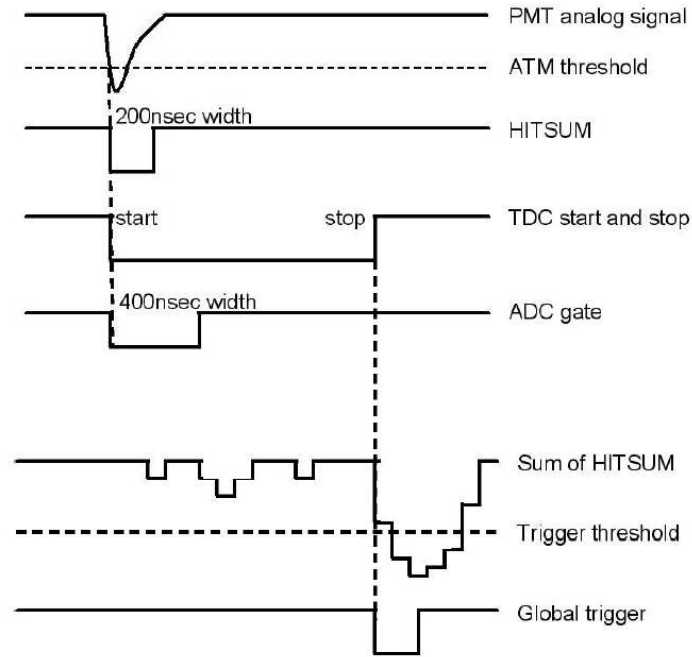 PMT analog signal
ATM threshold
200nsec width
HITSUM
start
stop
TDC start and stop
400nsec width
ADC gate
Sum of HITSUM
Trigger threshold
Global trigger